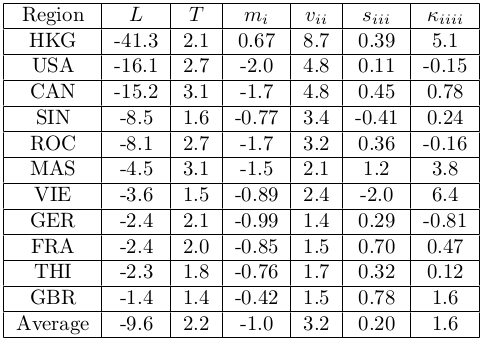 Region L T m_i v_ii s_iii κ_iiii
HKG -41.3 2.1 0.67 8.7 0.39 5.1
USA -16.1 2.7 -2.0 4.8 0.11 -0.15
CAN -15.2 3.1 -1.7 4.8 0.45 0.78
SIN -8.5 1.6 -0.77 3.4 -0.41 0.24
ROC -8.1 2.7 -1.7 3.2 0.36 -0.16
MAS -4.5 3.1 -1.5 2.1 1.2 3.8
VIE -3.6 1.5 -0.89 2.4 -2.0 6.4
GER -2.4 2.1 -0.99 1.4 0.29 -0.81
FRA -2.4 2.0 -0.85 1.5 0.70 0.47
THI -2.3 1.8 -0.76 1.7 0.32 0.12
GBR -1.4 1.4 -0.42 1.5 0.78 1.6
Average -9.6 2.2 -1.0 3.2 0.20 1.6